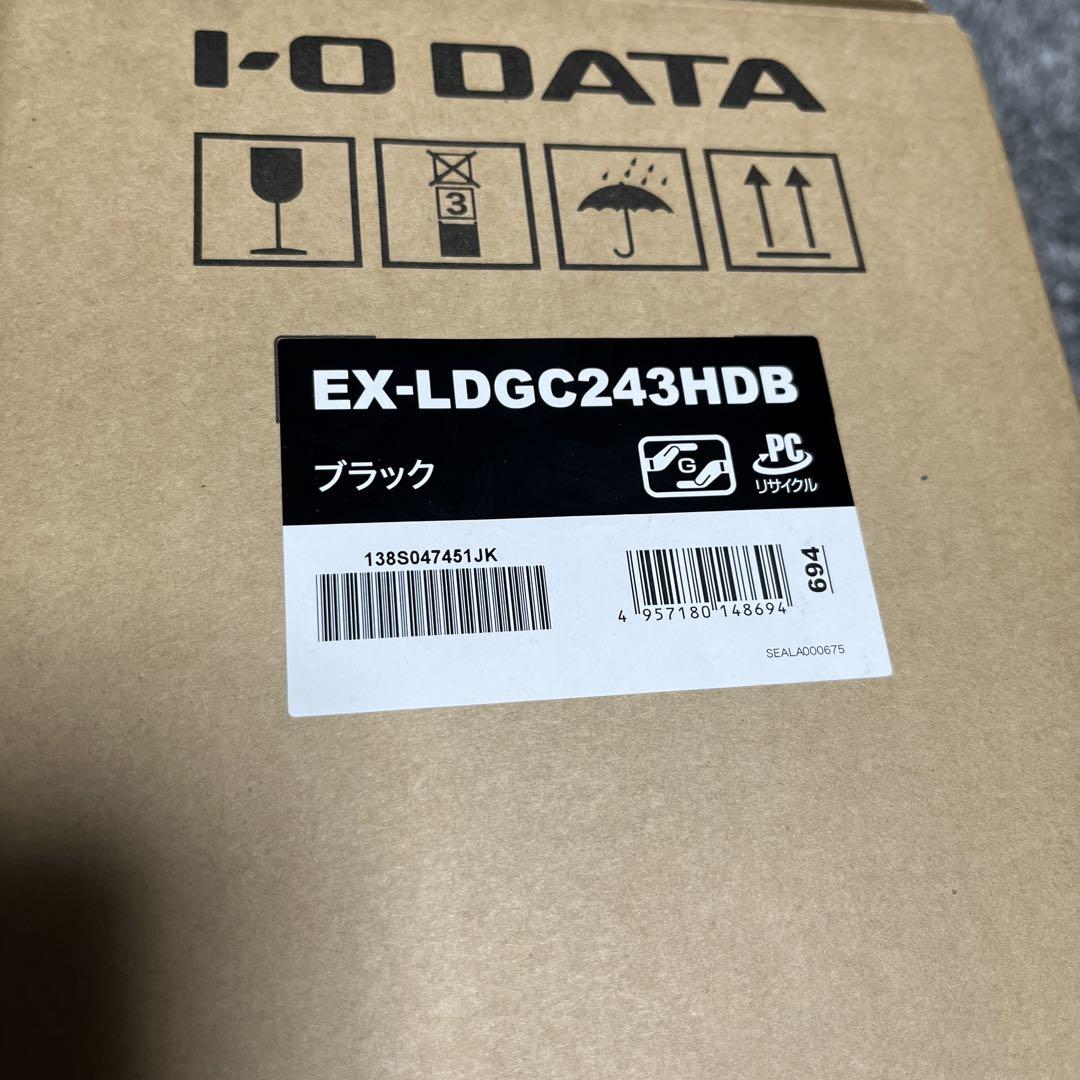 I-O DATA
3
EX-LDGC243HDB
ブラック
G
PC
リサイクル
138S047451JK
4 957180 148694
694
SEALA000675